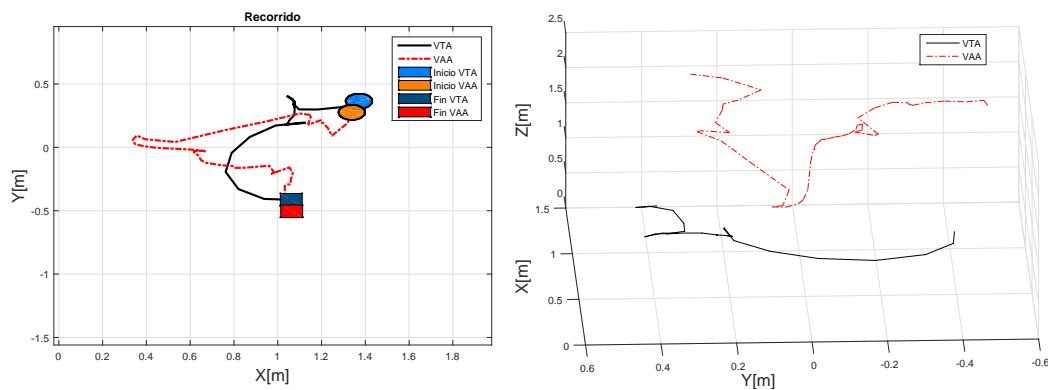 Recorrido
VTA
VAA
Inicio VTA
Inicio VAA
Fin VTA
Fin VAA
0.5
0
-0.5
-1
-1.5
Y[m]
0 0.2 0.4 0.6 0.8 1 1.2 1.4 1.6 1.8
X[m]
VTA
VAA
2.5
2
1.5
1
0.5
0
Z[m]
1.5
1
0.5
0
X[m]
0.6 0.4 0.2 0 -0.2 -0.4 -0.6
Y[m]